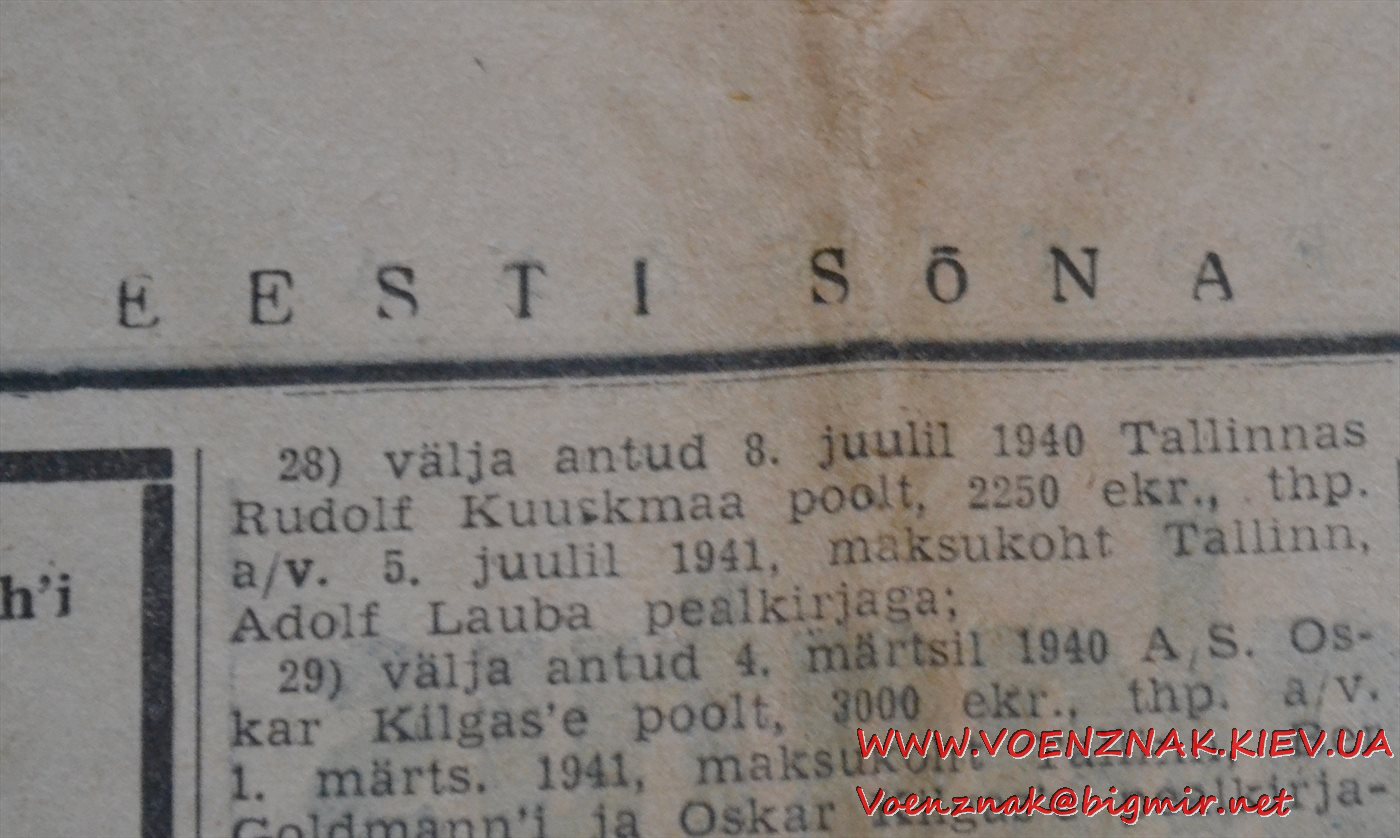 EESTI SÕNA
h'i
28) välja antud 8. juulil 1940 Tallinnas
Rudolf Kuuskmaa poolt, 2250 ekr., thp.
a/v. 5. juulil 1941, maksukoht Tallinn,
Adolf Lauba pealkirjaga;
29) välja antud 4. märtsil 1940 A/S. Os-
kar Kilgas'e poolt, 3000 ekr., thp. a/v.
1. märts. 1941, maksukoht
Goldmann'i ja Oskar
WWW.VOENZNAK.KIEV.UA
Voenznak@bigmir.net